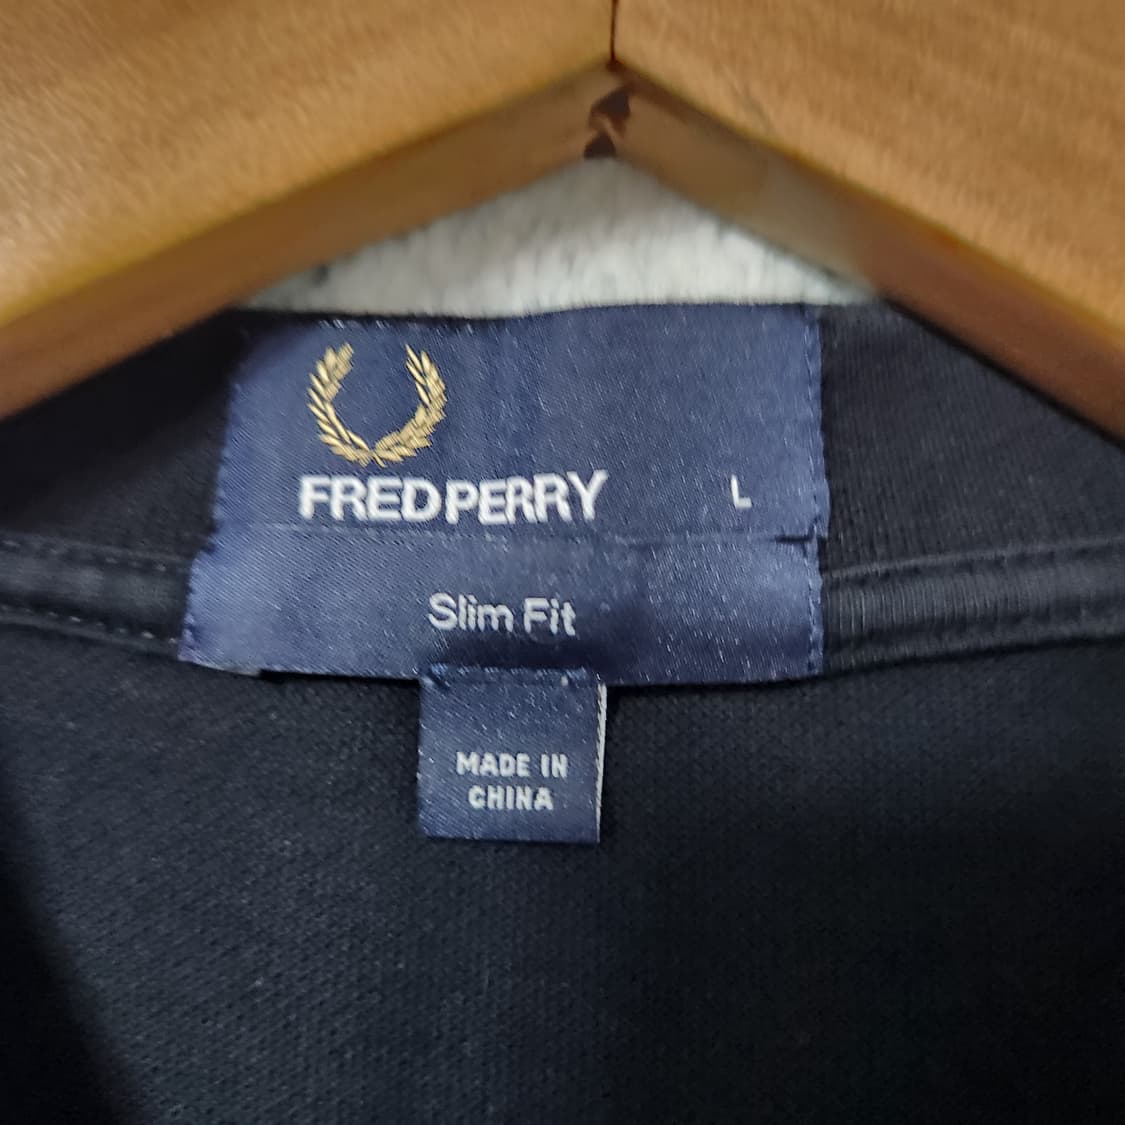 FRED PERRY L
Slim Fit
MADE IN
CHINA